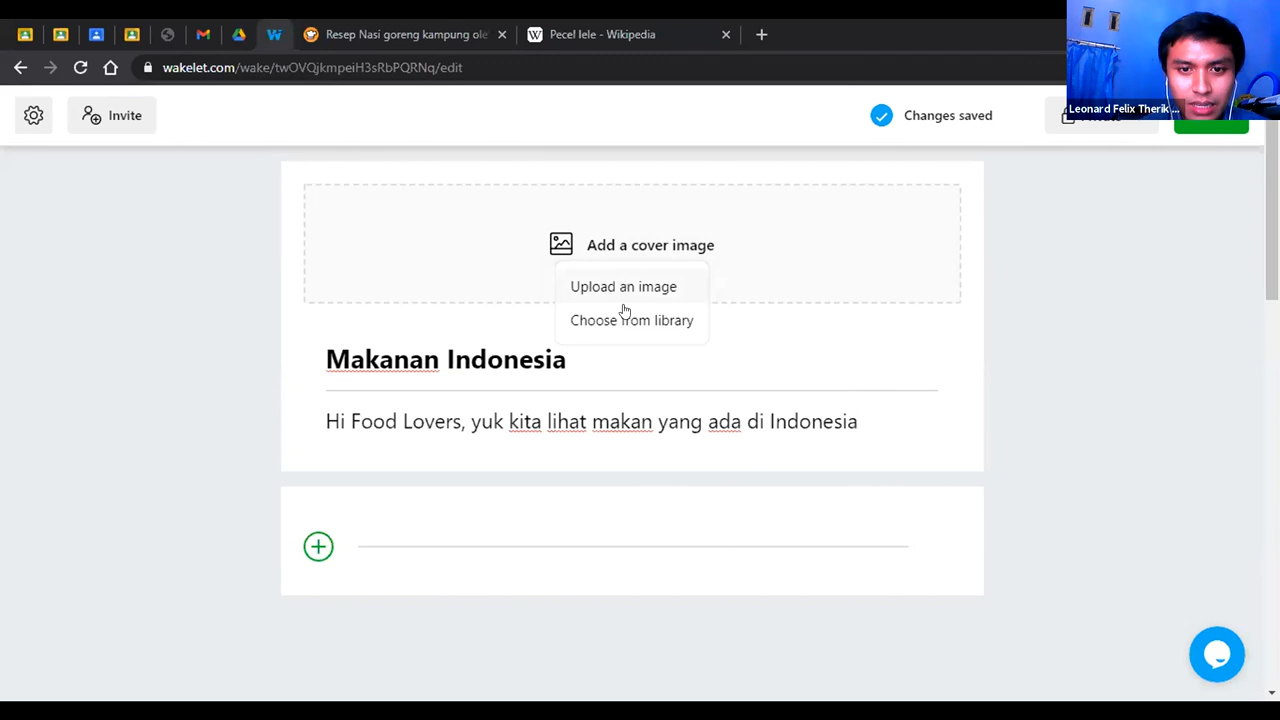 Resep Nasi goreng kampung ole
Pecel lele - Wikipedia
wakelet.com/wake/twOVQjkmpeiH3sRbPQRNq/edit
Leonard Felix Therik ...
Invite
Changes saved
Add a cover image
Upload an image
Choose from library
Makanan Indonesia
Hi Food Lovers, yuk kita lihat makan yang ada di Indonesia